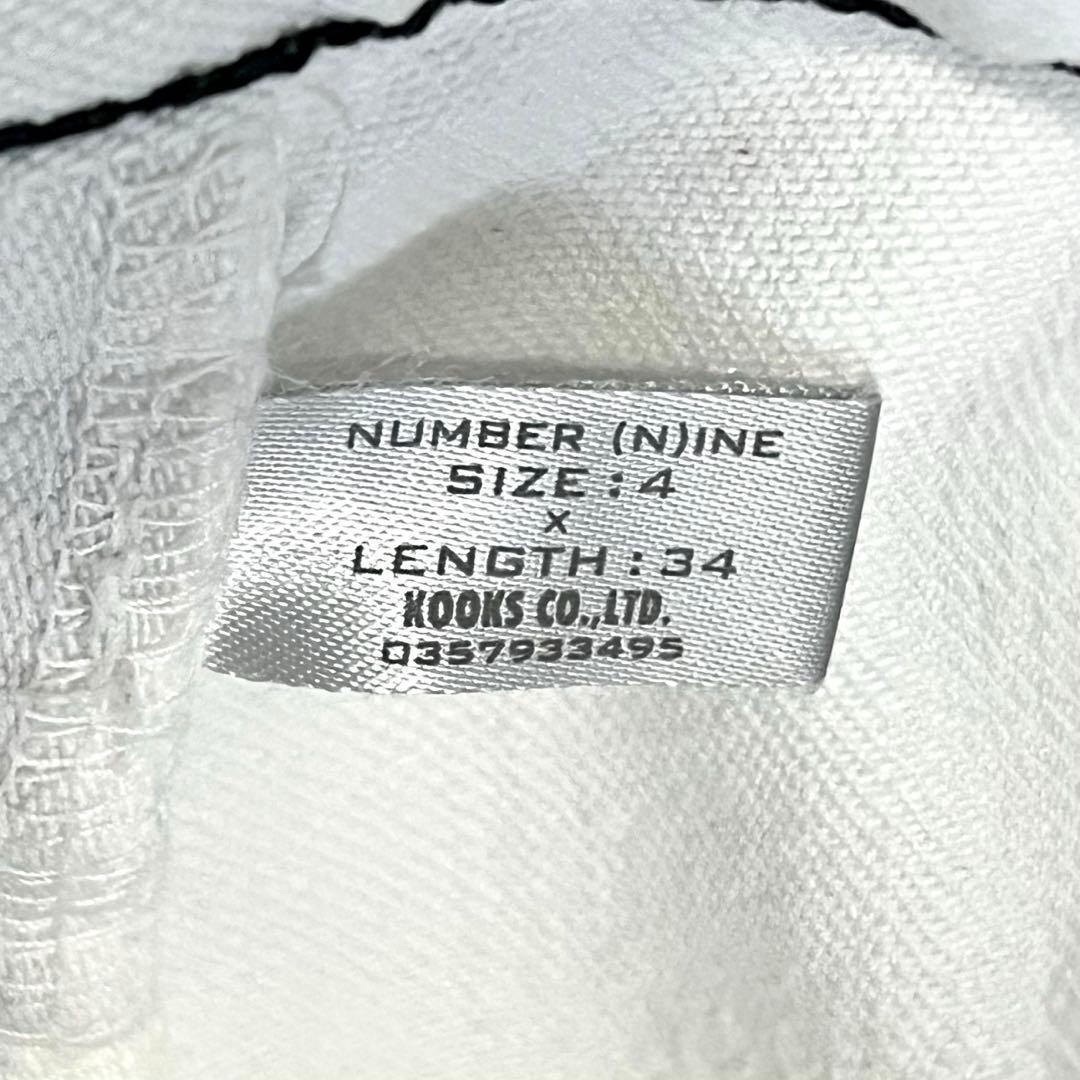 NUMBER (N)INE
SIZE : 4
x
LENGTH : 34
KOOKS CO.,LTD.
0357933495